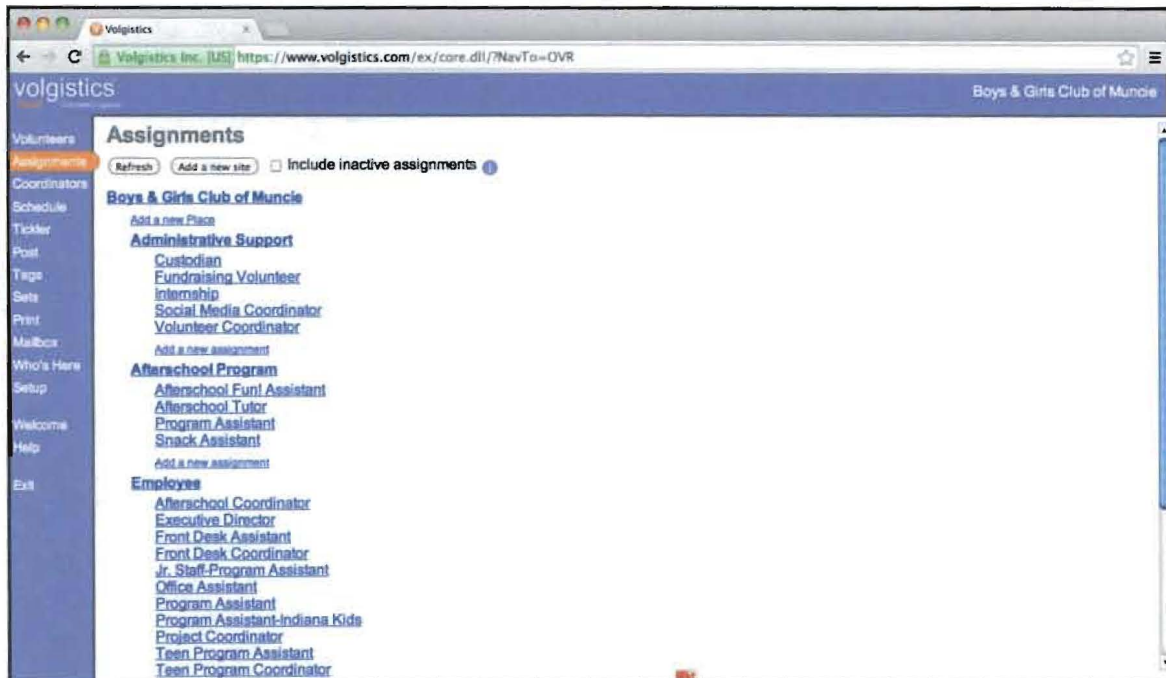 Volgistics
Volgistics Inc. [US] https://www.volgistics.com/ex/core.dll/?NavTo=OVR
volgistics
Boys & Girls Club of Muncie
Volunteers
Assignments
Coordinators
Schedule
Tickler
Post
Tags
Sets
Print
Mailbox
Who's Here
Setup
Welcome
Help
Exit
Assignments
Refresh Add a new site Include inactive assignments
Boys & Girls Club of Muncie
Add a new Place
Administrative Support
Custodian
Fundraising Volunteer
Internship
Social Media Coordinator
Volunteer Coordinator
Add a new assignment
Afterschool Program
Afterschool Fun! Assistant
Afterschool Tutor
Program Assistant
Snack Assistant
Add a new assignment
Employee
Afterschool Coordinator
Executive Director
Front Desk Assistant
Front Desk Coordinator
Jr. Staff-Program Assistant
Office Assistant
Program Assistant
Program Assistant-Indiana Kids
Project Coordinator
Teen Program Assistant
Teen Program Coordinator